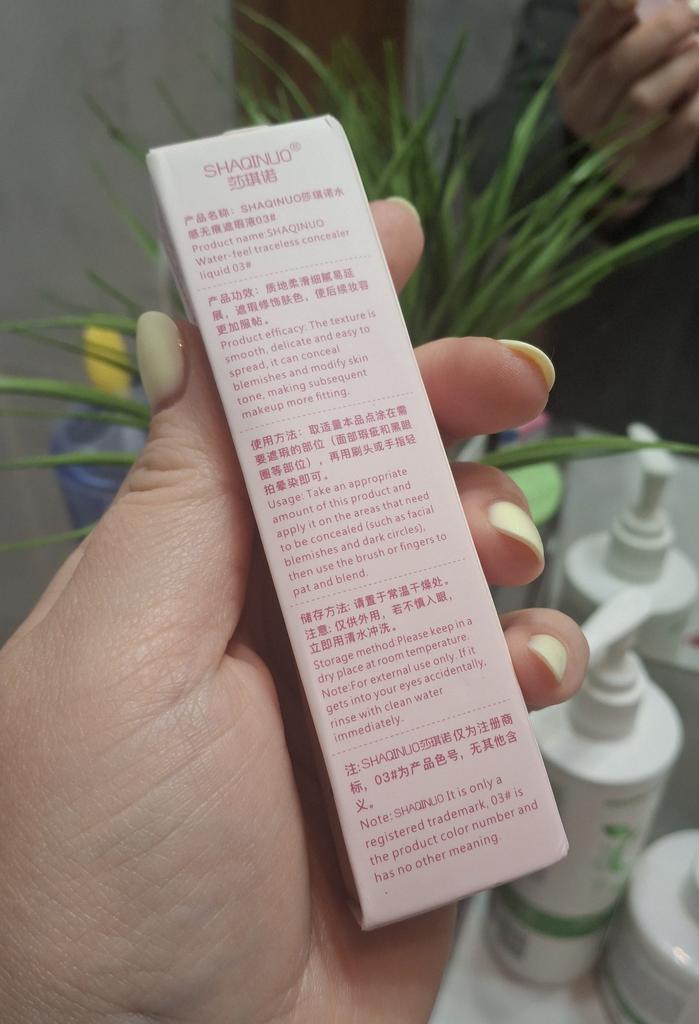 SHAQINUO®
莎琪诺
产品名称：SHAQINUO莎琪诺水
感无痕遮瑕液03#
Product name:SHAQINUO
Water-feel traceless concealer
liquid 03#
产品功效：质地柔滑细腻易延
展，遮瑕修饰肤色，使后续妆容
更加服帖。
Product efficacy: The texture is
smooth, delicate and easy to
spread, it can conceal
blemishes and modify skin
tone, making subsequent
makeup more fitting.
使用方法：取适量本品点涂在需
要遮瑕的部位（面部瑕疵和黑眼
圈等部位），再用刷头或手指轻
拍晕染即可。
Usage: Take an appropriate
amount of this product and
apply it on the areas that need
to be concealed (such as facial
blemishes and dark circles),
then use the brush or fingers to
pat and blend.
储存方法：请置于常温干燥处。
注意：仅供外用，若不慎入眼，
立即用清水冲洗。
Storage method:Please keep in a
dry place at room temperature.
Note:For external use only. If it
gets into your eyes accidentally,
rinse with clean water
immediately.
注:SHAQINUO莎琪诺仅为注册商
标，03#为产品色号，无其他含
义。
Note: SHAQINUO It is only a
registered trademark, 03# is
the product color number and
has no other meaning.